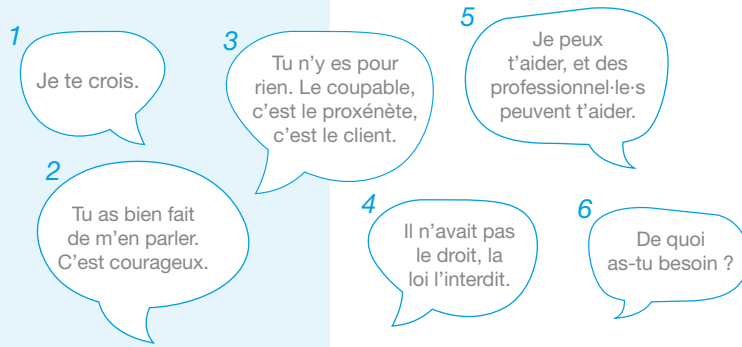 1
Je te crois.
2
Tu as bien fait
de m'en parler.
C'est courageux.
3
Tu n'y es pour
rien. Le coupable,
c'est le proxénète,
c'est le client.
4
Il n'avait pas
le droit, la
loi l'interdit.
5
Je peux
t'aider, et des
professionnel·le·s
peuvent t'aider.
6
De quoi
as-tu besoin ?